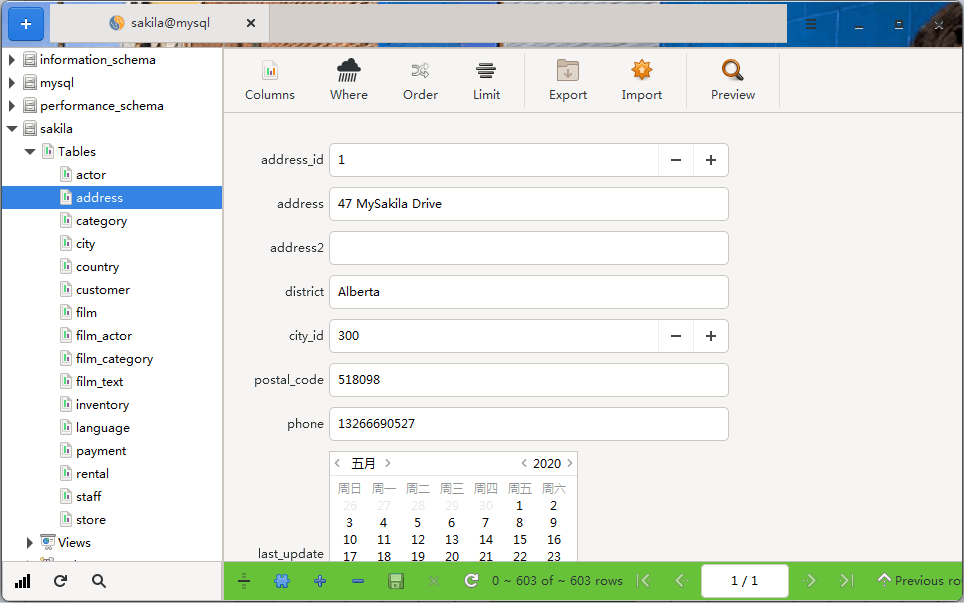 +
sakila@mysql
information_schema
mysql
performance_schema
sakila
Tables
actor
address
category
city
country
customer
film
film_actor
film_category
film_text
inventory
language
payment
rental
staff
store
Views
Columns Where Order Limit Export Import Preview
address_id 1
address 47 MySakila Drive
address2
district Alberta
city_id 300
postal_code 518098
phone 13266690527
last_update
五月 2020
周日 周一 周二 周三 周四 周五 周六
26 27 28 29 30 1 2
3 4 5 6 7 8 9
10 11 12 13 14 15 16
17 18 19 20 21 22 23
0 ~ 603 of ~ 603 rows 1 / 1 Previous ro